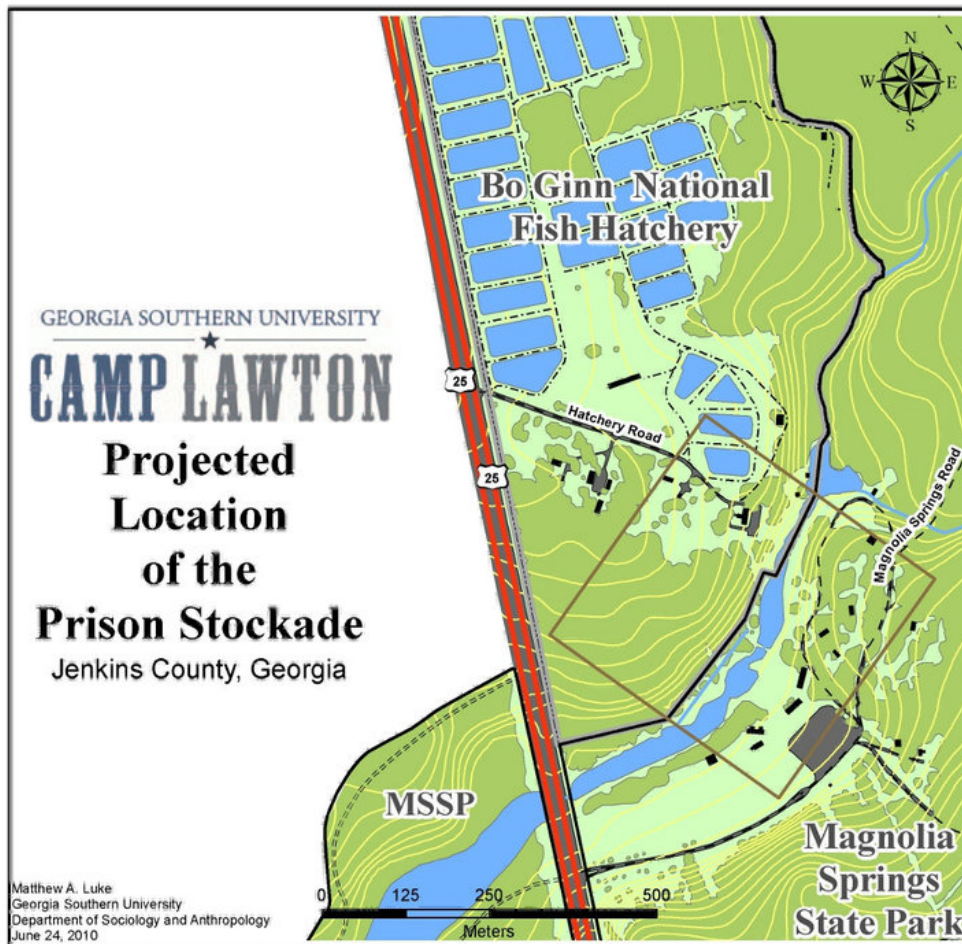 N
W E
S
Bo Ginn National
Fish Hatchery
GEORGIA SOUTHERN UNIVERSITY
CAMP LAWTON
Projected
Location
of the
Prison Stockade
Jenkins County, Georgia
25
Hatchery Road
25
Magnolia Springs Road
MSSP
Magnolia
Springs
State Park
0 125 250 500
Meters
Matthew A. Luke
Georgia Southern University
Department of Sociology and Anthropology
June 24, 2010